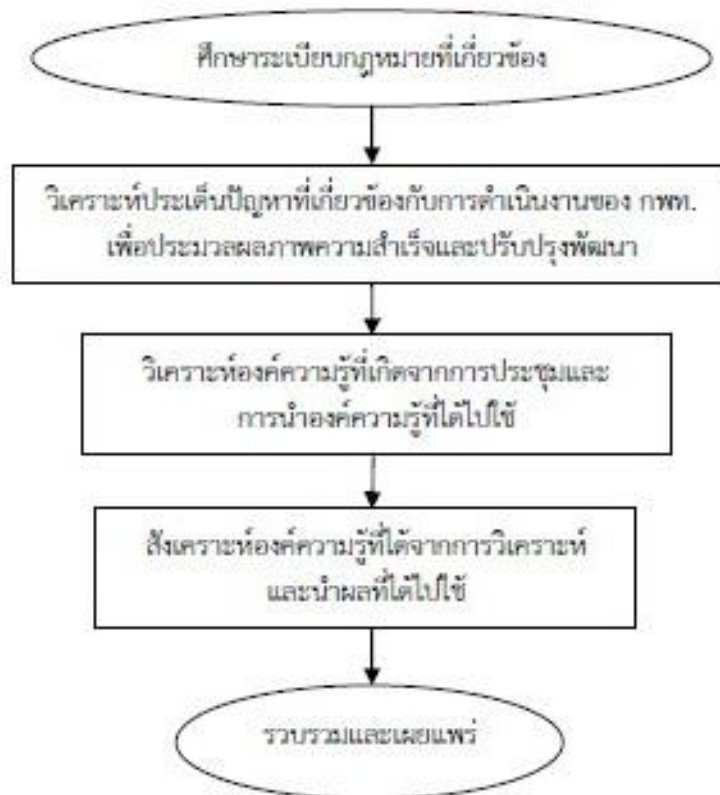 ศึกษาระเบียบกฎหมายที่เกี่ยวข้อง
วิเคราะห์ประเด็นปัญหาที่เกี่ยวข้องกับการดำเนินงานของ กพท.
เพื่อประมวลผลภาพความสำเร็จและปรับปรุงพัฒนา
วิเคราะห์องค์ความรู้ที่เกิดจากการประชุมและ
การนำองค์ความรู้ที่ได้ไปใช้
สังเคราะห์องค์ความรู้ที่ได้จากการวิเคราะห์
และนำผลที่ได้ไปใช้
รวบรวมและเผยแพร่